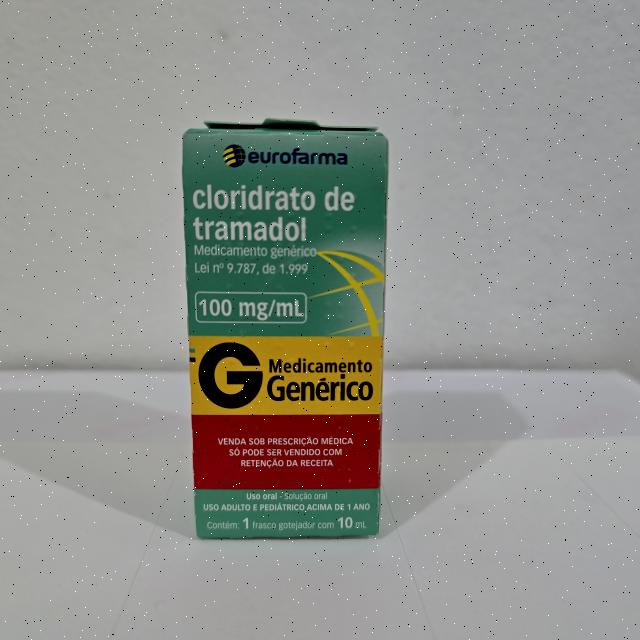 eurofarma
cloridrato de
tramadol
Medicamento genérico
Lei nº 9.787, de 1.999
100 mg/mL
G Medicamento
Genérico
VENDA SOB PRESCRIÇÃO MÉDICA
SÓ PODE SER VENDIDO COM
RETENÇÃO DA RECEITA
Uso oral - Solução oral
USO ADULTO E PEDIÁTRICO ACIMA DE 1 ANO
Contém: 1 frasco gotejador com 10 mL